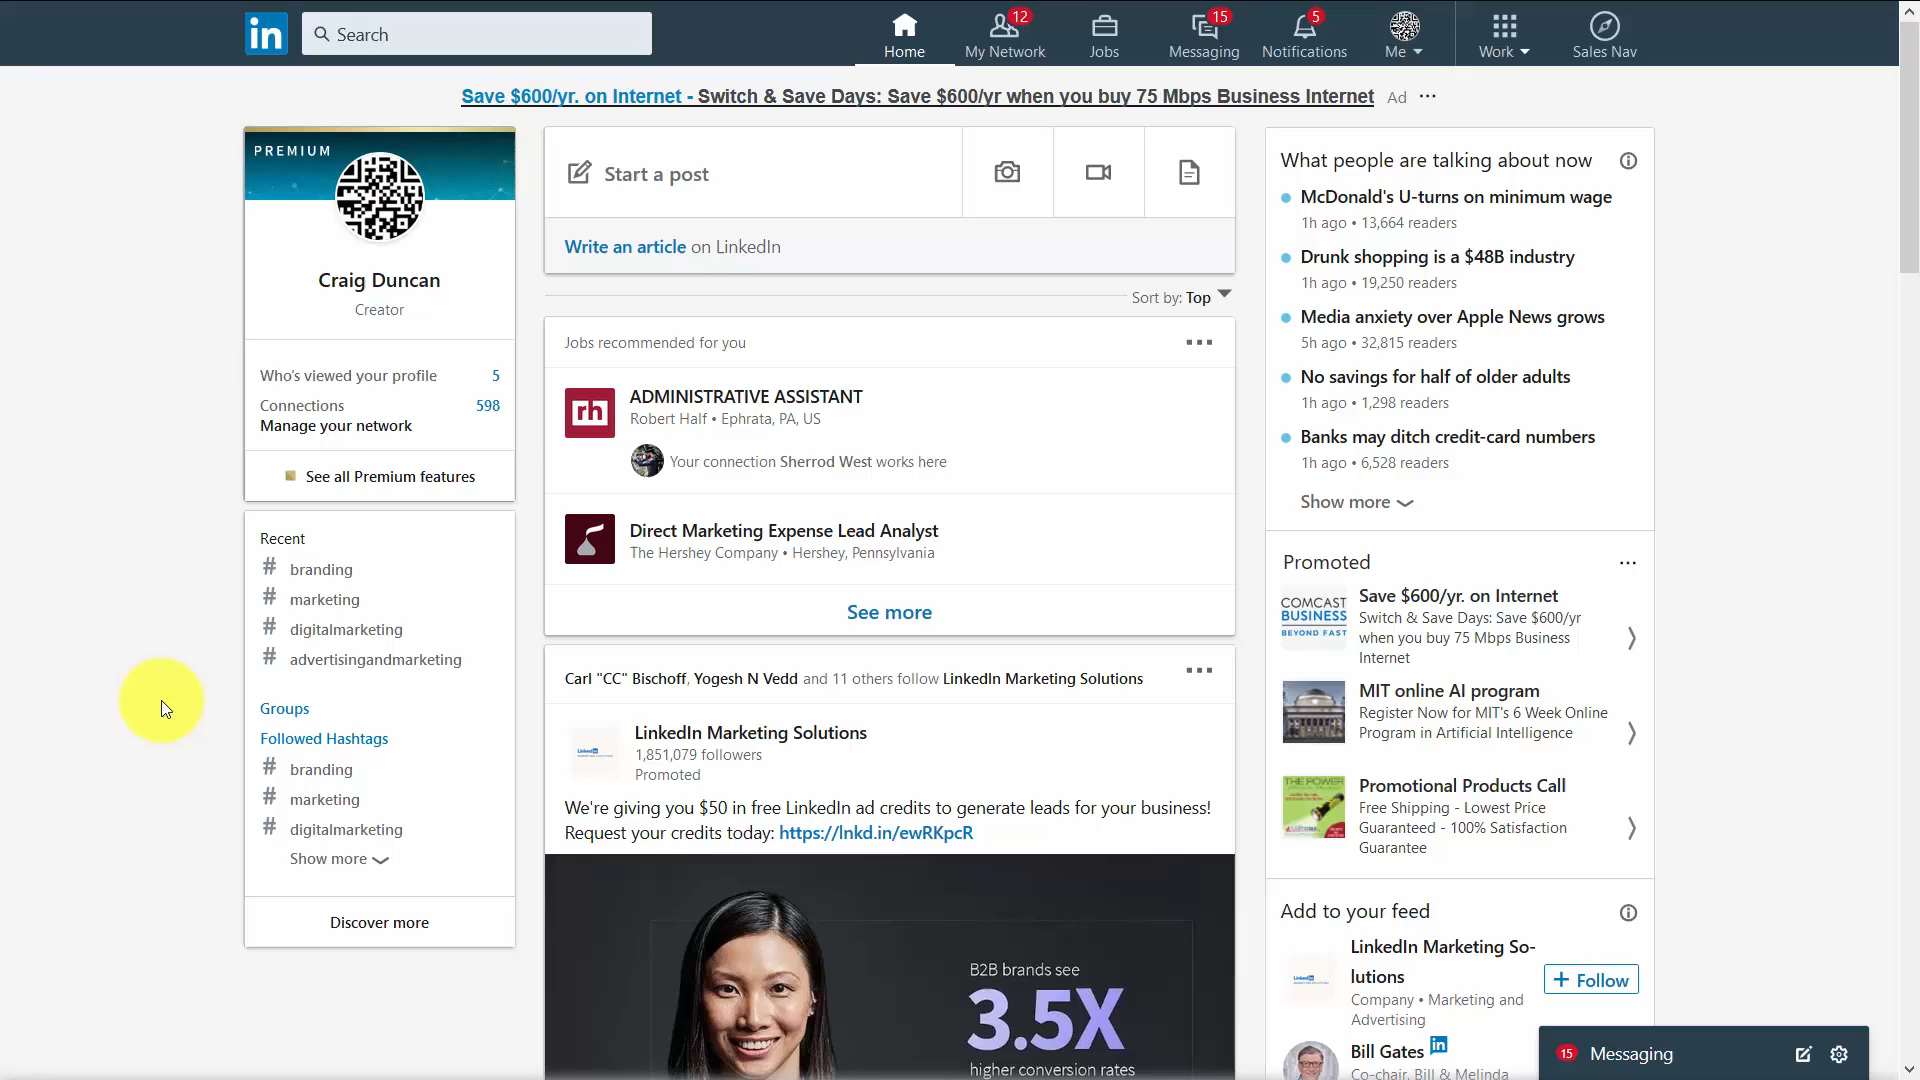 in
Search
Home
12
My Network
Jobs
15
Messaging
5
Notifications
Me
Work
Sales Nav
Save $600/yr. on Internet - Switch & Save Days: Save $600/yr when you buy 75 Mbps Business Internet Ad ...
PREMIUM
Craig Duncan
Creator
Who's viewed your profile 5
Connections 598
Manage your network
See all Premium features
Recent
# branding
# marketing
# digitalmarketing
# advertisingandmarketing
Groups
Followed Hashtags
# branding
# marketing
# digitalmarketing
Show more
Discover more
Start a post
Write an article on LinkedIn
Sort by: Top
Jobs recommended for you
rh
ADMINISTRATIVE ASSISTANT
Robert Half • Ephrata, PA, US
Your connection Sherrod West works here
Direct Marketing Expense Lead Analyst
The Hershey Company • Hershey, Pennsylvania
See more
Carl "CC" Bischoff, Yogesh N Vedd and 11 others follow LinkedIn Marketing Solutions
LinkedIn Marketing Solutions
1,851,079 followers
Promoted
We're giving you $50 in free LinkedIn ad credits to generate leads for your business!
Request your credits today: https://lnkd.in/ewRKpcR
B2B brands see
3.5X
higher conversion rates
What people are talking about now
McDonald's U-turns on minimum wage
1h ago • 13,664 readers
Drunk shopping is a $48B industry
1h ago • 19,250 readers
Media anxiety over Apple News grows
5h ago • 32,815 readers
No savings for half of older adults
1h ago • 1,298 readers
Banks may ditch credit-card numbers
1h ago • 6,528 readers
Show more
Promoted
COMCAST
BUSINESS
BEYOND FAST
Save $600/yr. on Internet
Switch & Save Days: Save $600/yr
when you buy 75 Mbps Business
Internet
MIT online AI program
Register Now for MIT's 6 Week Online
Program in Artificial Intelligence
THE POWER
Promotional Products Call
Free Shipping - Lowest Price
Guaranteed - 100% Satisfaction
Guarantee
Add to your feed
LinkedIn
LinkedIn Marketing So-
lutions
Company • Marketing and
Advertising
+ Follow
Bill Gates in
Co-chair, Bill & Melinda
15 Messaging